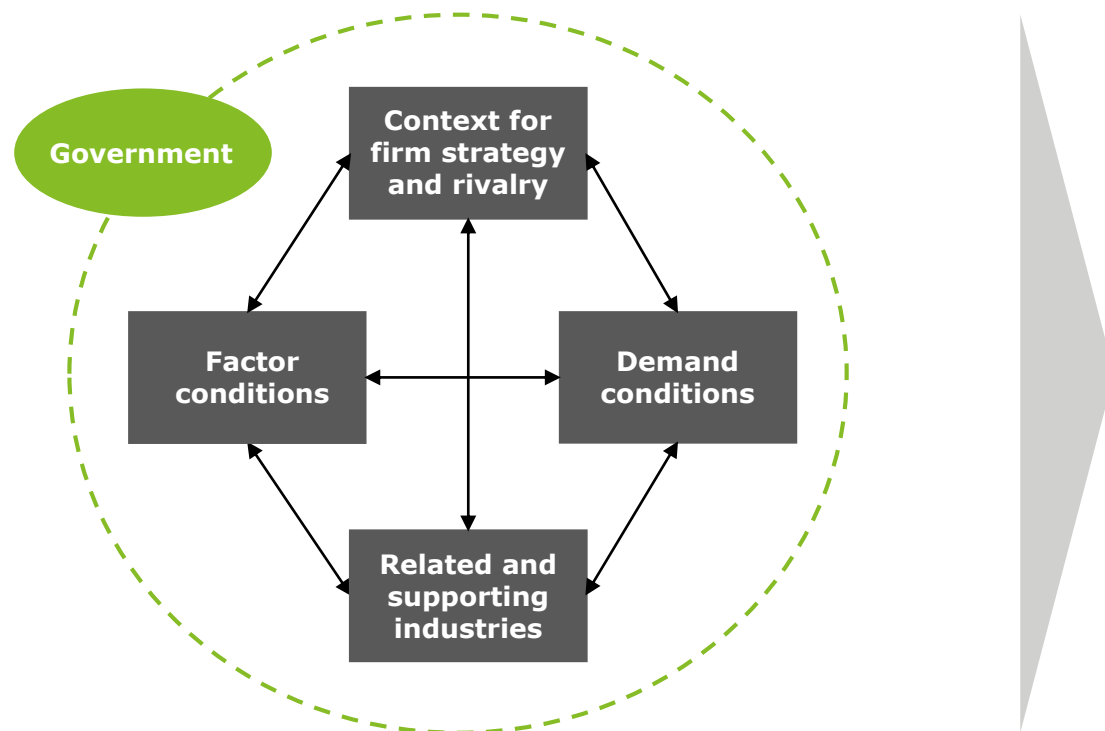 Context for
firm strategy
and rivalry
Government
Factor
conditions
Demand
conditions
Related and
supporting
industries